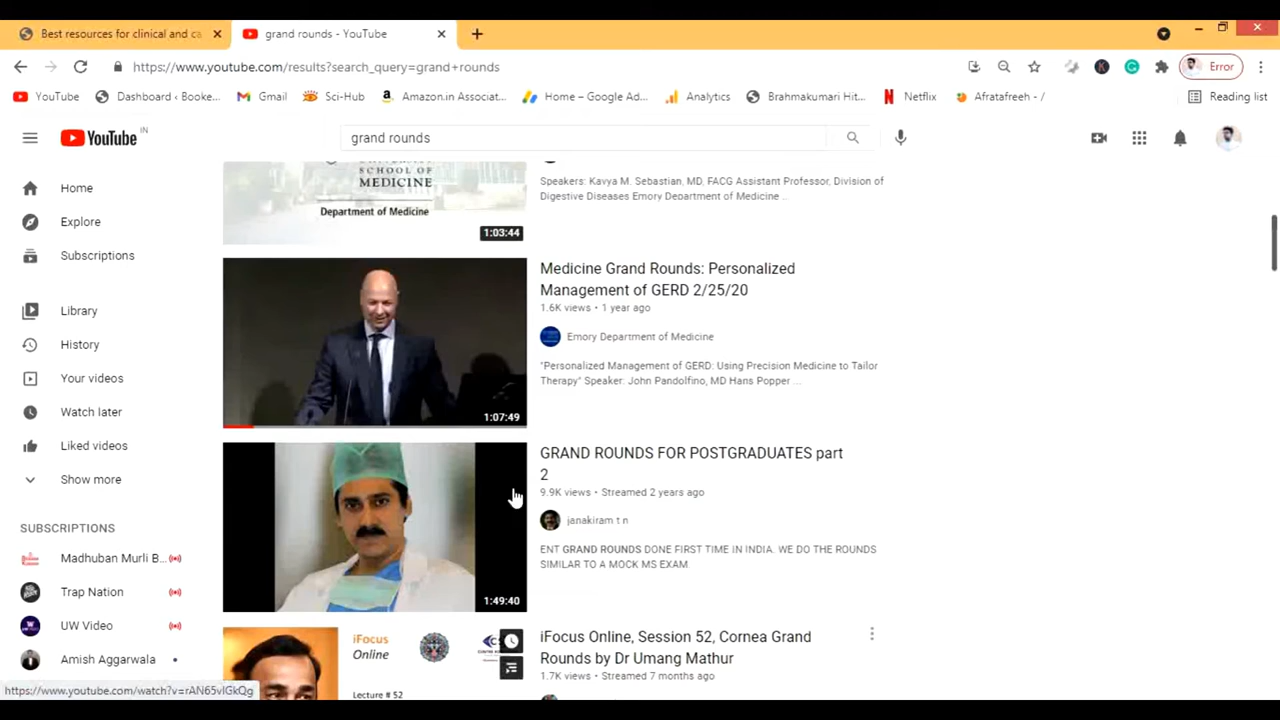 Best resources for clinical and ca
grand rounds - YouTube
https://www.youtube.com/results?search_query=grand+rounds
Error
YouTube
Dashboard ‹ Booke...
Gmail
Sci-Hub
Amazon.in Associat...
Home – Google Ad...
Analytics
Brahmakumari Hit...
Netflix
Afratafreeh - /
Reading list
YouTube IN
grand rounds
Home
Explore
Subscriptions
Library
History
Your videos
Watch later
Liked videos
Show more
SUBSCRIPTIONS
Madhuban Murli B...
Trap Nation
UW Video
Amish Aggarwala
https://www.youtube.com/watch?v=rAN65vIGkQg
SCHOOL OF
MEDICINE
Department of Medicine
1:03:44
Speakers: Kavya M. Sebastian, MD, FACG Assistant Professor, Division of
Digestive Diseases Emory Department of Medicine ..
1:07:49
Medicine Grand Rounds: Personalized
Management of GERD 2/25/20
1.6K views • 1 year ago
Emory Department of Medicine
"Personalized Management of GERD: Using Precision Medicine to Tailor
Therapy" Speaker: John Pandolfino, MD Hans Popper ...
1:49:40
GRAND ROUNDS FOR POSTGRADUATES part
2
9.9K views • Streamed 2 years ago
janakiram t n
ENT GRAND ROUNDS DONE FIRST TIME IN INDIA. WE DO THE ROUNDS
SIMILAR TO A MOCK MS EXAM.
iFocus
Online
Lecture # 52
iFocus Online, Session 52, Cornea Grand
Rounds by Dr Umang Mathur
1.7K views • Streamed 7 months ago